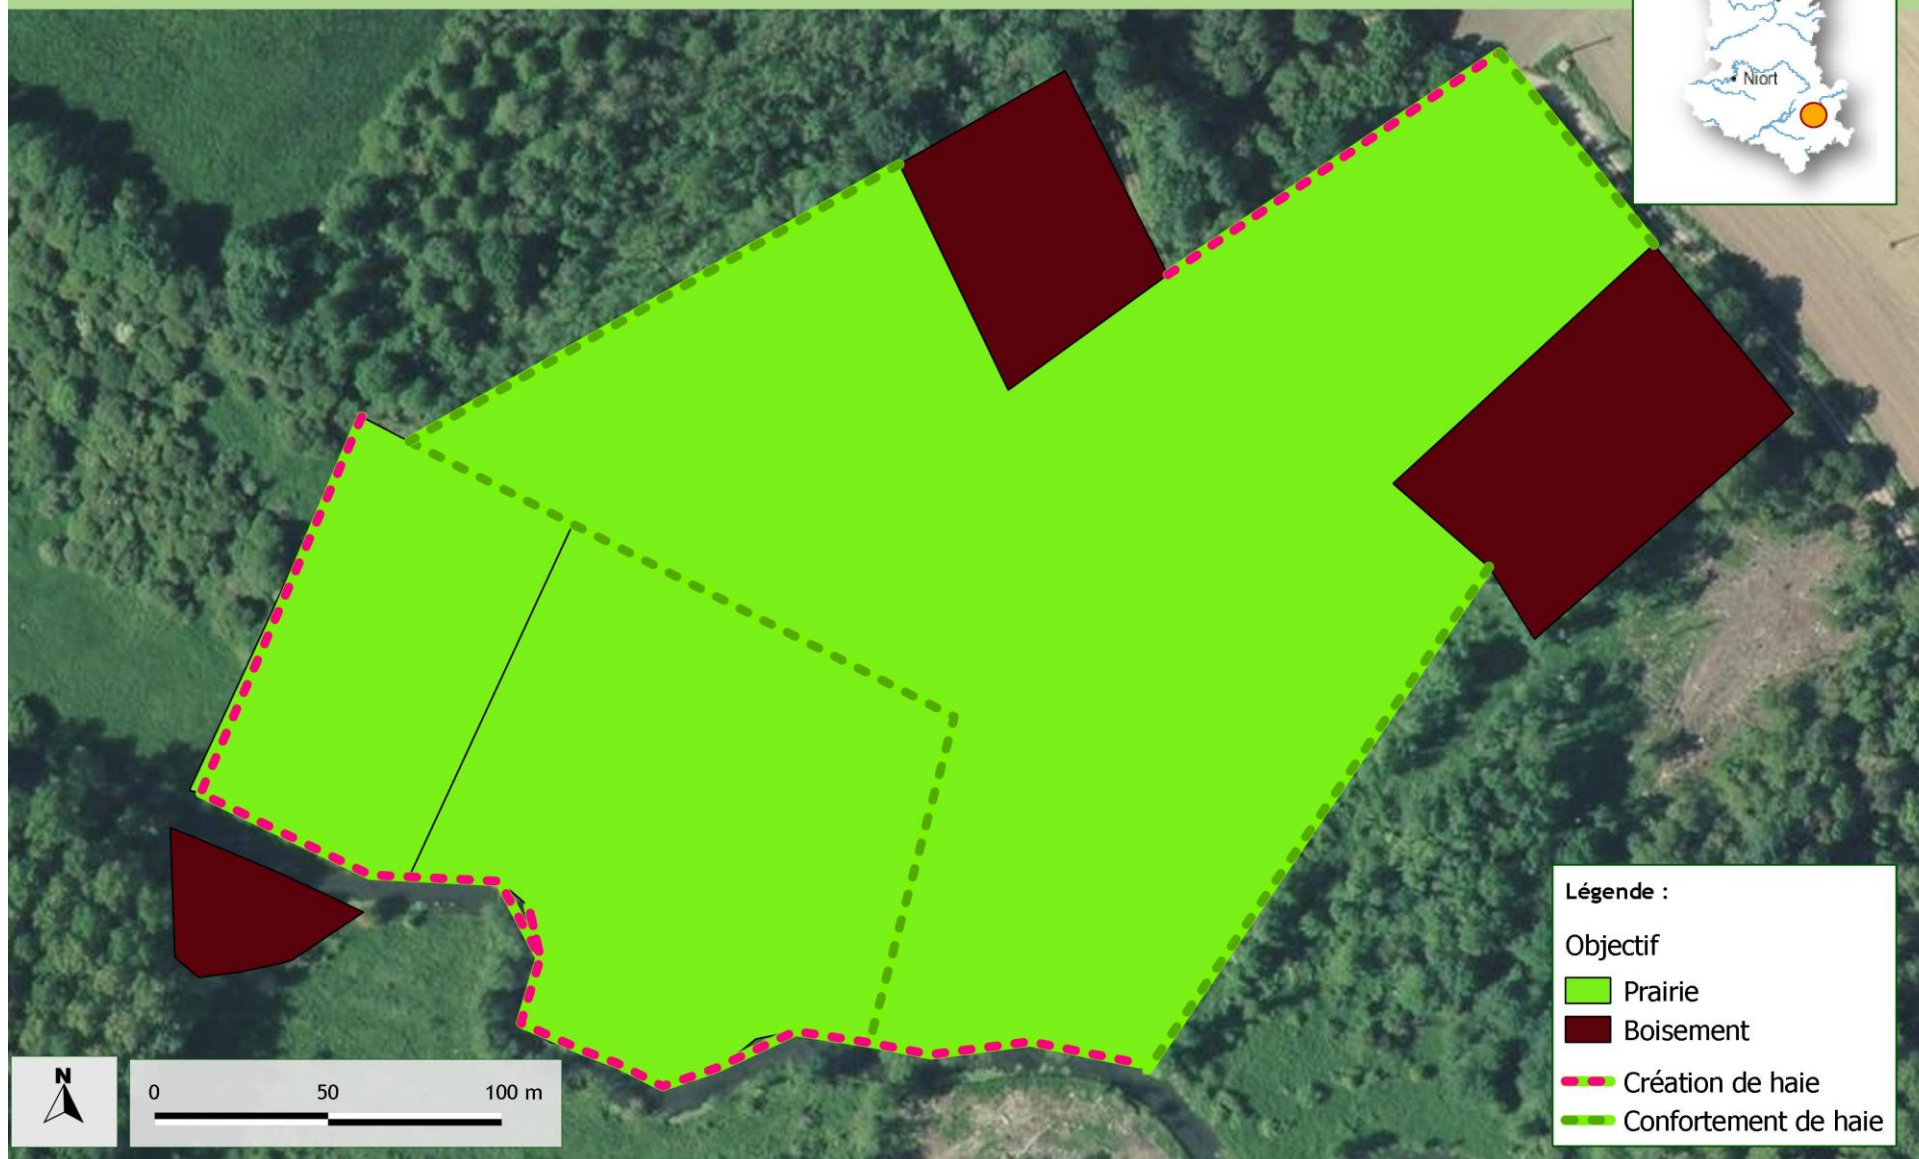 Niort
Légende :
Objectif
Prairie
Boisement
Création de haie
Confortement de haie
N
0 50 100 m